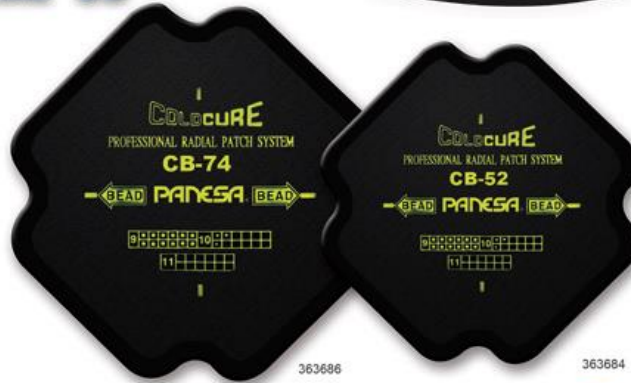 COLDCURE
PROFESSIONAL RADIAL PATCH SYSTEM
CB-74
BEAD PANESA. BEAD
9 10
11
363686
COLDCURE
PROFESSIONAL RADIAL PATCH SYSTEM
CB-52
BEAD PANESA. BEAD
9 10
11
363684